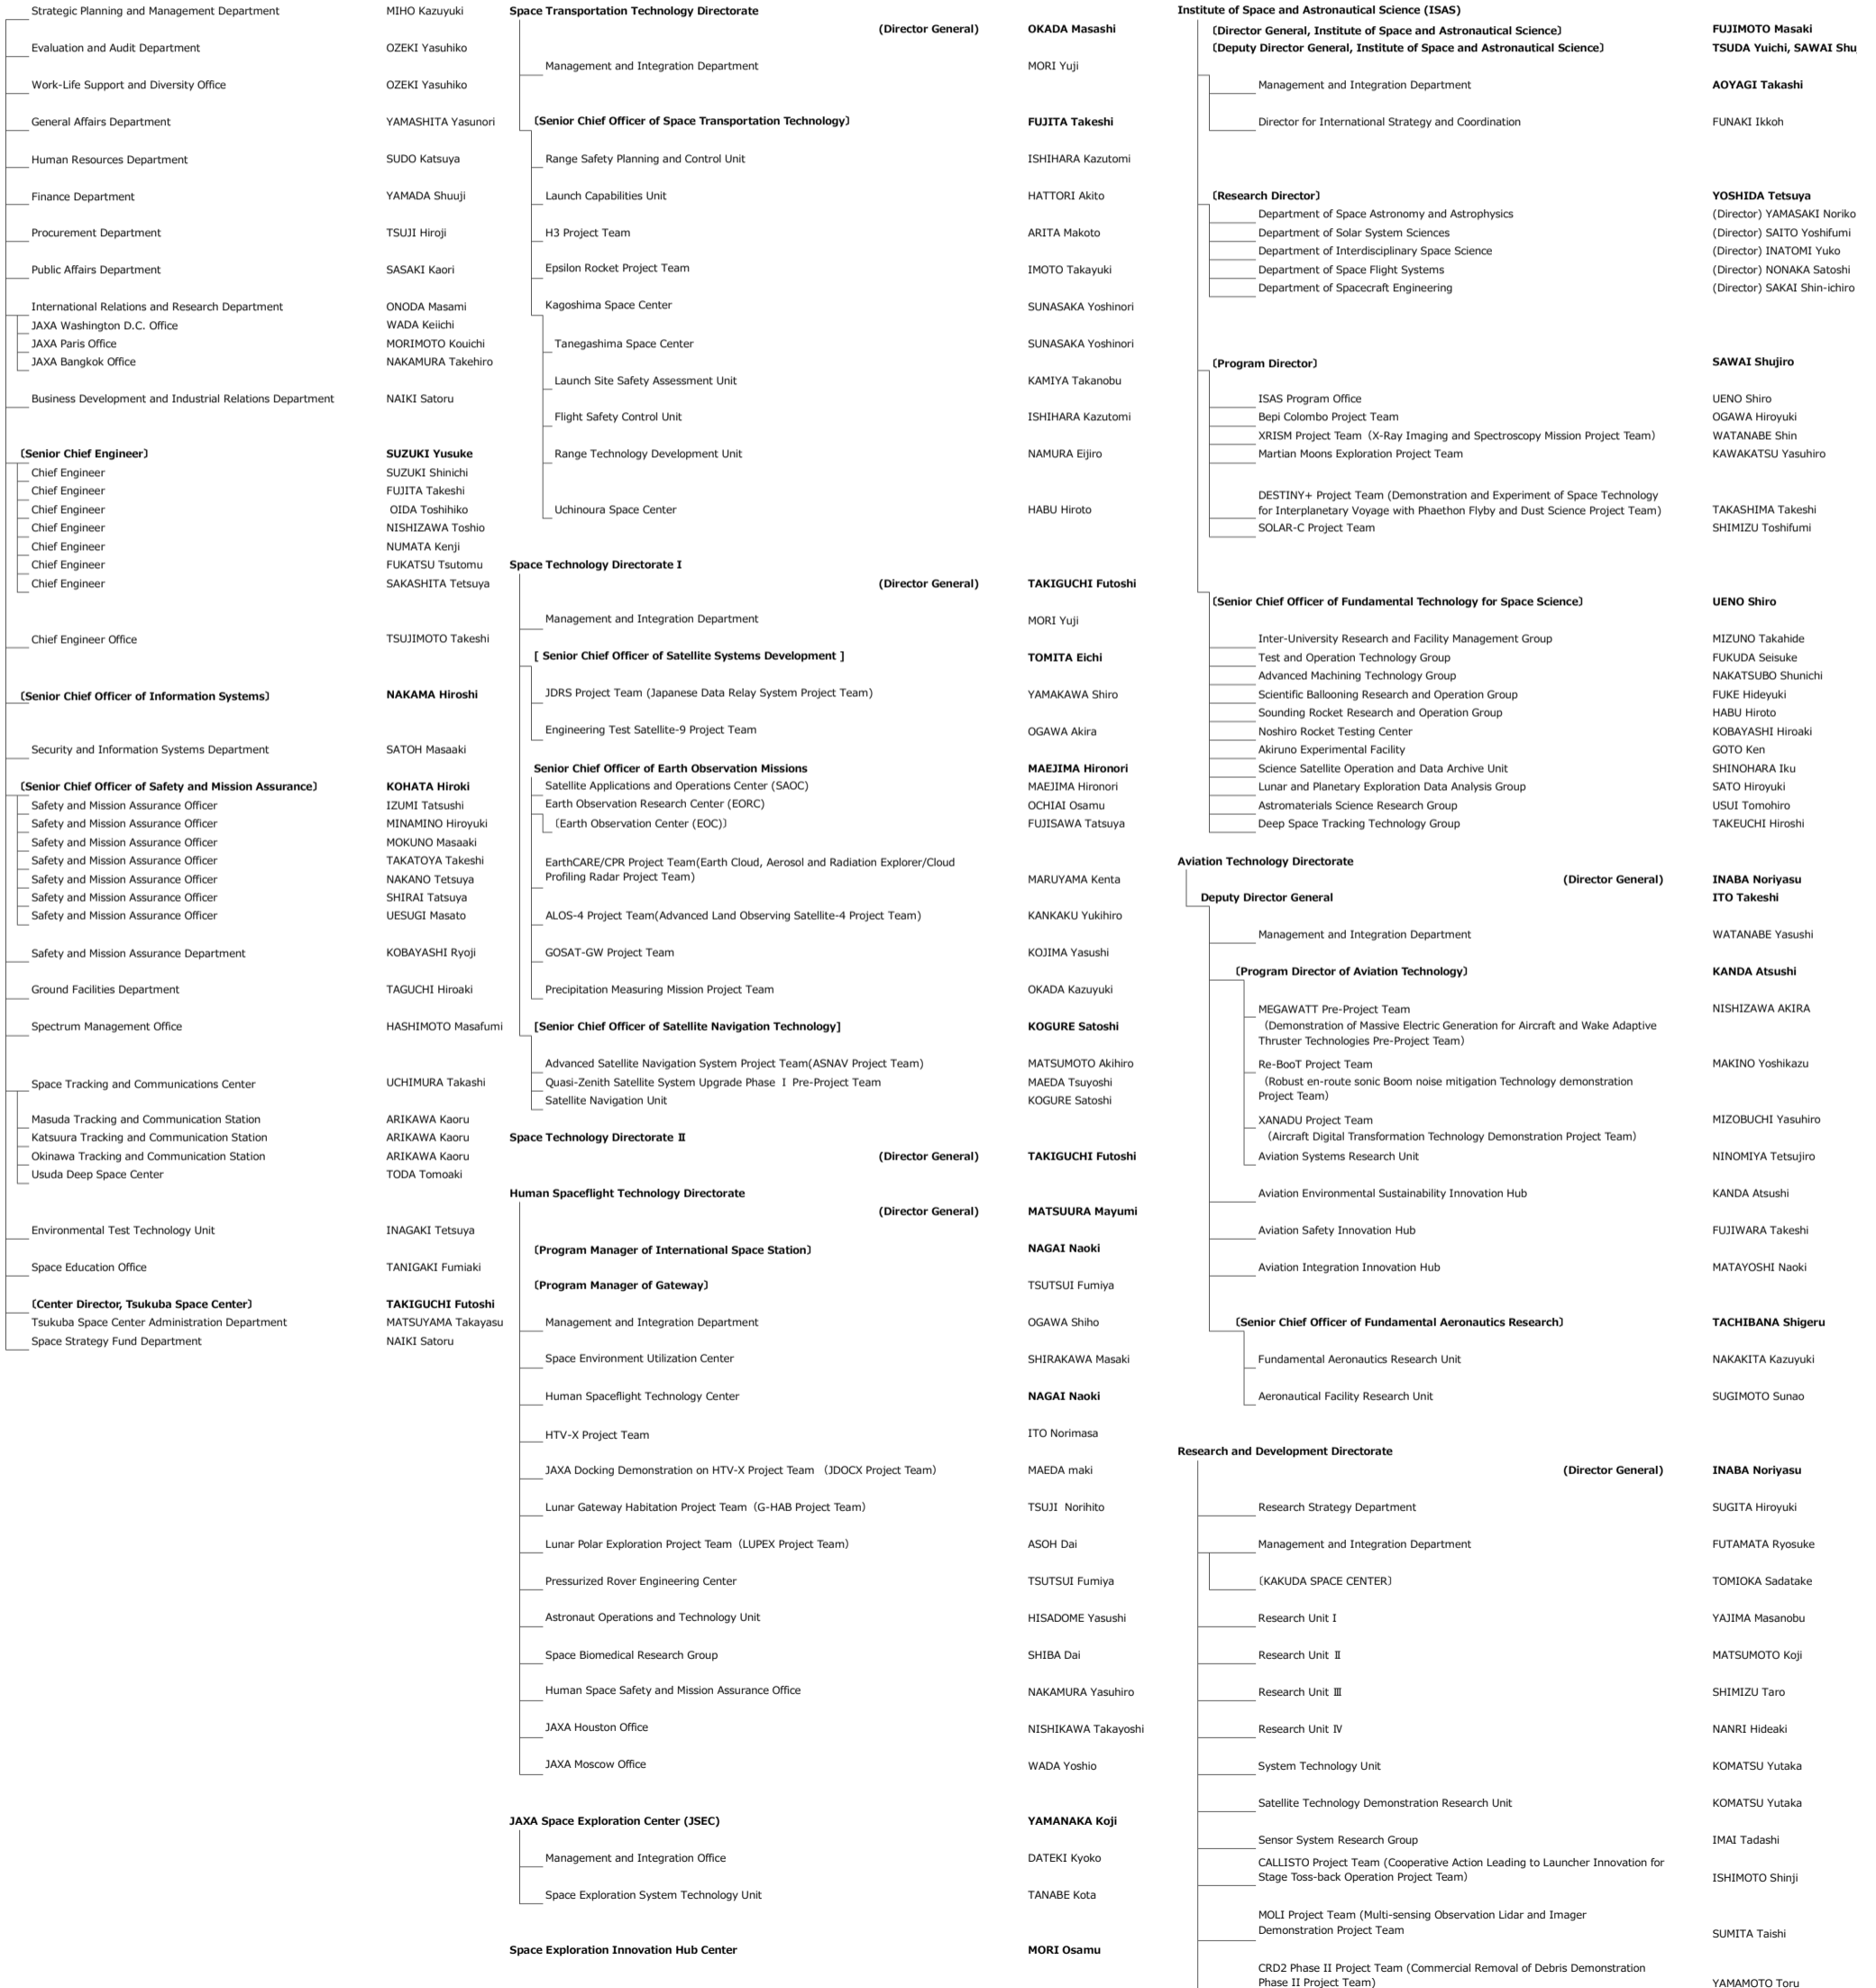 Strategic Planning and Management Department MIHO Kazuyuki
Evaluation and Audit Department OZEKI Yasuhiko
Work-Life Support and Diversity Office OZEKI Yasuhiko
General Affairs Department YAMASHITA Yasunori
Human Resources Department SUDO Katsuya
Finance Department YAMADA Shuuji
Procurement Department TSUJI Hiroji
Public Affairs Department SASAKI Kaori
International Relations and Research Department ONODA Masami
JAXA Washington D.C. Office WADA Keiichi
JAXA Paris Office MORIMOTO Kouichi
JAXA Bangkok Office NAKAMURA Takehiro
Business Development and Industrial Relations Department NAIKI Satoru
〔Senior Chief Engineer〕 SUZUKI Yusuke
Chief Engineer SUZUKI Shinichi
Chief Engineer FUJITA Takeshi
Chief Engineer OIDA Toshihiko
Chief Engineer NISHIZAWA Toshio
Chief Engineer NUMATA Kenji
Chief Engineer FUKATSU Tsutomu
Chief Engineer SAKASHITA Tetsuya
Chief Engineer Office TSUJIMOTO Takeshi
〔Senior Chief Officer of Information Systems〕 NAKAMA Hiroshi
Security and Information Systems Department SATOH Masaaki
〔Senior Chief Officer of Safety and Mission Assurance〕 KOHATA Hiroki
Safety and Mission Assurance Officer IZUMI Tatsushi
Safety and Mission Assurance Officer MINAMINO Hiroyuki
Safety and Mission Assurance Officer MOKUNO Masaaki
Safety and Mission Assurance Officer TAKATOYA Takeshi
Safety and Mission Assurance Officer NAKANO Tetsuya
Safety and Mission Assurance Officer SHIRAI Tatsuya
Safety and Mission Assurance Officer UESUGI Masato
Safety and Mission Assurance Department KOBAYASHI Ryoji
Ground Facilities Department TAGUCHI Hiroaki
Spectrum Management Office HASHIMOTO Masafumi
Space Tracking and Communications Center UCHIMURA Takashi
Masuda Tracking and Communication Station ARIKAWA Kaoru
Katsuura Tracking and Communication Station ARIKAWA Kaoru
Okinawa Tracking and Communication Station ARIKAWA Kaoru
Usuda Deep Space Center TODA Tomoaki
Environmental Test Technology Unit INAGAKI Tetsuya
Space Education Office TANIGAKI Fumiaki
〔Center Director, Tsukuba Space Center〕 TAKIGUCHI Futoshi
Tsukuba Space Center Administration Department MATSUYAMA Takayasu
Space Strategy Fund Department NAIKI Satoru
Space Transportation Technology Directorate
(Director General) OKADA Masashi
Management and Integration Department MORI Yuji
〔Senior Chief Officer of Space Transportation Technology〕 FUJITA Takeshi
Range Safety Planning and Control Unit ISHIHARA Kazutomi
Launch Capabilities Unit HATTORI Akito
H3 Project Team ARITA Makoto
Epsilon Rocket Project Team IMOTO Takayuki
Kagoshima Space Center SUNASAKA Yoshinori
Tanegashima Space Center SUNASAKA Yoshinori
Launch Site Safety Assessment Unit KAMIYA Takanobu
Flight Safety Control Unit ISHIHARA Kazutomi
Range Technology Development Unit NAMURA Eijiro
Uchinoura Space Center HABU Hiroto
Space Technology Directorate I
(Director General) TAKIGUCHI Futoshi
Management and Integration Department MORI Yuji
[ Senior Chief Officer of Satellite Systems Development ] TOMITA Eichi
JDRS Project Team (Japanese Data Relay System Project Team) YAMAKAWA Shiro
Engineering Test Satellite-9 Project Team OGAWA Akira
Senior Chief Officer of Earth Observation Missions MAEJIMA Hironori
Satellite Applications and Operations Center (SAOC) MAEJIMA Hironori
Earth Observation Research Center (EORC) OCHIAI Osamu
〔Earth Observation Center (EOC)〕 FUJISAWA Tatsuya
EarthCARE/CPR Project Team(Earth Cloud, Aerosol and Radiation Explorer/Cloud
Profiling Radar Project Team) MARUYAMA Kenta
ALOS-4 Project Team(Advanced Land Observing Satellite-4 Project Team) KANKAKU Yukihiro
GOSAT-GW Project Team KOJIMA Yasushi
Precipitation Measuring Mission Project Team OKADA Kazuyuki
[Senior Chief Officer of Satellite Navigation Technology] KOGURE Satoshi
Advanced Satellite Navigation System Project Team(ASNAV Project Team) MATSUMOTO Akihiro
Quasi-Zenith Satellite System Upgrade Phase Ⅰ Pre-Project Team MAEDA Tsuyoshi
Satellite Navigation Unit KOGURE Satoshi
Space Technology Directorate Ⅱ
(Director General) TAKIGUCHI Futoshi
Human Spaceflight Technology Directorate
(Director General) MATSUURA Mayumi
〔Program Manager of International Space Station〕 NAGAI Naoki
〔Program Manager of Gateway〕 TSUTSUI Fumiya
Management and Integration Department OGAWA Shiho
Space Environment Utilization Center SHIRAKAWA Masaki
Human Spaceflight Technology Center NAGAI Naoki
HTV-X Project Team ITO Norimasa
JAXA Docking Demonstration on HTV-X Project Team （JDOCX Project Team） MAEDA maki
Lunar Gateway Habitation Project Team（G-HAB Project Team） TSUJI Norihito
Lunar Polar Exploration Project Team（LUPEX Project Team） ASOH Dai
Pressurized Rover Engineering Center TSUTSUI Fumiya
Astronaut Operations and Technology Unit HISADOME Yasushi
Space Biomedical Research Group SHIBA Dai
Human Space Safety and Mission Assurance Office NAKAMURA Yasuhiro
JAXA Houston Office NISHIKAWA Takayoshi
JAXA Moscow Office WADA Yoshio
JAXA Space Exploration Center (JSEC) YAMANAKA Koji
Management and Integration Office DATEKI Kyoko
Space Exploration System Technology Unit TANABE Kota
Space Exploration Innovation Hub Center MORI Osamu
Institute of Space and Astronautical Science (ISAS)
〔Director General, Institute of Space and Astronautical Science〕 FUJIMOTO Masaki
〔Deputy Director General, Institute of Space and Astronautical Science〕 TSUDA Yuichi, SAWAI Shu
Management and Integration Department AOYAGI Takashi
Director for International Strategy and Coordination FUNAKI Ikkoh
〔Research Director〕 YOSHIDA Tetsuya
Department of Space Astronomy and Astrophysics (Director) YAMASAKI Noriko
Department of Solar System Sciences (Director) SAITO Yoshifumi
Department of Interdisciplinary Space Science (Director) INATOMI Yuko
Department of Space Flight Systems (Director) NONAKA Satoshi
Department of Spacecraft Engineering (Director) SAKAI Shin-ichiro
〔Program Director〕 SAWAI Shujiro
ISAS Program Office UENO Shiro
Bepi Colombo Project Team OGAWA Hiroyuki
XRISM Project Team（X-Ray Imaging and Spectroscopy Mission Project Team） WATANABE Shin
Martian Moons Exploration Project Team KAWAKATSU Yasuhiro
DESTINY+ Project Team (Demonstration and Experiment of Space Technology
for Interplanetary Voyage with Phaethon Flyby and Dust Science Project Team) TAKASHIMA Takeshi
SOLAR-C Project Team SHIMIZU Toshifumi
〔Senior Chief Officer of Fundamental Technology for Space Science〕 UENO Shiro
Inter-University Research and Facility Management Group MIZUNO Takahide
Test and Operation Technology Group FUKUDA Seisuke
Advanced Machining Technology Group NAKATSUBO Shunichi
Scientific Ballooning Research and Operation Group FUKE Hideyuki
Sounding Rocket Research and Operation Group HABU Hiroto
Noshiro Rocket Testing Center KOBAYASHI Hiroaki
Akiruno Experimental Facility GOTO Ken
Science Satellite Operation and Data Archive Unit SHINOHARA Iku
Lunar and Planetary Exploration Data Analysis Group SATO Hiroyuki
Astromaterials Science Research Group USUI Tomohiro
Deep Space Tracking Technology Group TAKEUCHI Hiroshi
Aviation Technology Directorate
(Director General) INABA Noriyasu
Deputy Director General ITO Takeshi
Management and Integration Department WATANABE Yasushi
〔Program Director of Aviation Technology〕 KANDA Atsushi
MEGAWATT Pre-Project Team NISHIZAWA AKIRA
（Demonstration of Massive Electric Generation for Aircraft and Wake Adaptive
Thruster Technologies Pre-Project Team）
Re-BooT Project Team MAKINO Yoshikazu
（Robust en-route sonic Boom noise mitigation Technology demonstration
Project Team）
XANADU Project Team MIZOBUCHI Yasuhiro
（Aircraft Digital Transformation Technology Demonstration Project Team）
Aviation Systems Research Unit NINOMIYA Tetsujiro
Aviation Environmental Sustainability Innovation Hub KANDA Atsushi
Aviation Safety Innovation Hub FUJIWARA Takeshi
Aviation Integration Innovation Hub MATAYOSHI Naoki
〔Senior Chief Officer of Fundamental Aeronautics Research〕 TACHIBANA Shigeru
Fundamental Aeronautics Research Unit NAKAKITA Kazuyuki
Aeronautical Facility Research Unit SUGIMOTO Sunao
Research and Development Directorate
(Director General) INABA Noriyasu
Research Strategy Department SUGITA Hiroyuki
Management and Integration Department FUTAMATA Ryosuke
〔KAKUDA SPACE CENTER〕 TOMIOKA Sadatake
Research Unit I YAJIMA Masanobu
Research Unit Ⅱ MATSUMOTO Koji
Research Unit Ⅲ SHIMIZU Taro
Research Unit Ⅳ NANRI Hideaki
System Technology Unit KOMATSU Yutaka
Satellite Technology Demonstration Research Unit KOMATSU Yutaka
Sensor System Research Group IMAI Tadashi
CALLISTO Project Team (Cooperative Action Leading to Launcher Innovation for
Stage Toss-back Operation Project Team) ISHIMOTO Shinji
MOLI Project Team (Multi-sensing Observation Lidar and Imager
Demonstration Project Team SUMITA Taishi
CRD2 Phase II Project Team (Commercial Removal of Debris Demonstration
Phase II Project Team) YAMAMOTO Toru